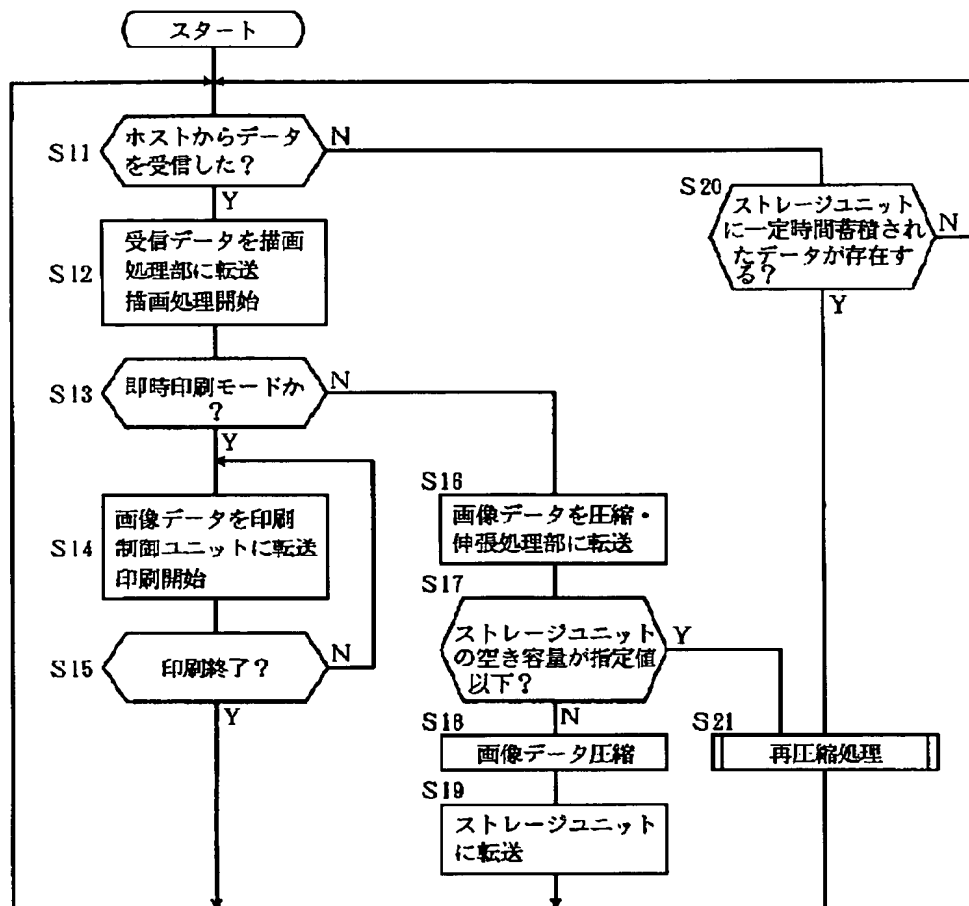 スタート
S11
ホストからデータ
を受信した？
N
Y
S12
受信データを描画
処理部に転送
描画処理開始
S13
即時印刷モードか
？
N
Y
S14
画像データを印刷
制御ユニットに転送
印刷開始
S15
印刷終了？
N
Y
S16
画像データを圧縮・
伸張処理部に転送
S17
ストレージユニット
の空き容量が指定値
以下？
Y
N
S18
画像データ圧縮
S19
ストレージユニット
に転送
S20
ストレージユニット
に一定時間蓄積され
たデータが存在す
る？
N
Y
S21
再圧縮処理